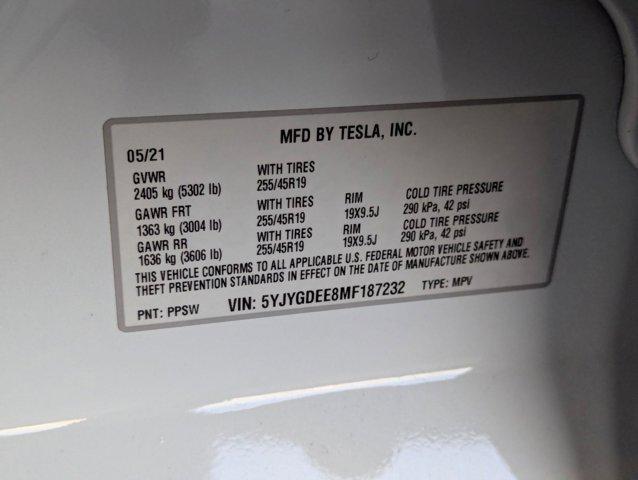 MFD BY TESLA, INC.
05/21
GVWR WITH TIRES
2405 kg (5302 lb) 255/45R19
GAWR FRT WITH TIRES RIM COLD TIRE PRESSURE
1363 kg (3004 lb) 255/45R19 19X9.5J 290 kPa, 42 psi
GAWR RR WITH TIRES RIM COLD TIRE PRESSURE
1636 kg (3606 lb) 255/45R19 19X9.5J 290 kPa, 42 psi
THIS VEHICLE CONFORMS TO ALL APPLICABLE U.S. FEDERAL MOTOR VEHICLE SAFETY AND
THEFT PREVENTION STANDARDS IN EFFECT ON THE DATE OF MANUFACTURE SHOWN ABOVE.
PNT: PPSW VIN: 5YJYGDEE8MF187232 TYPE: MPV